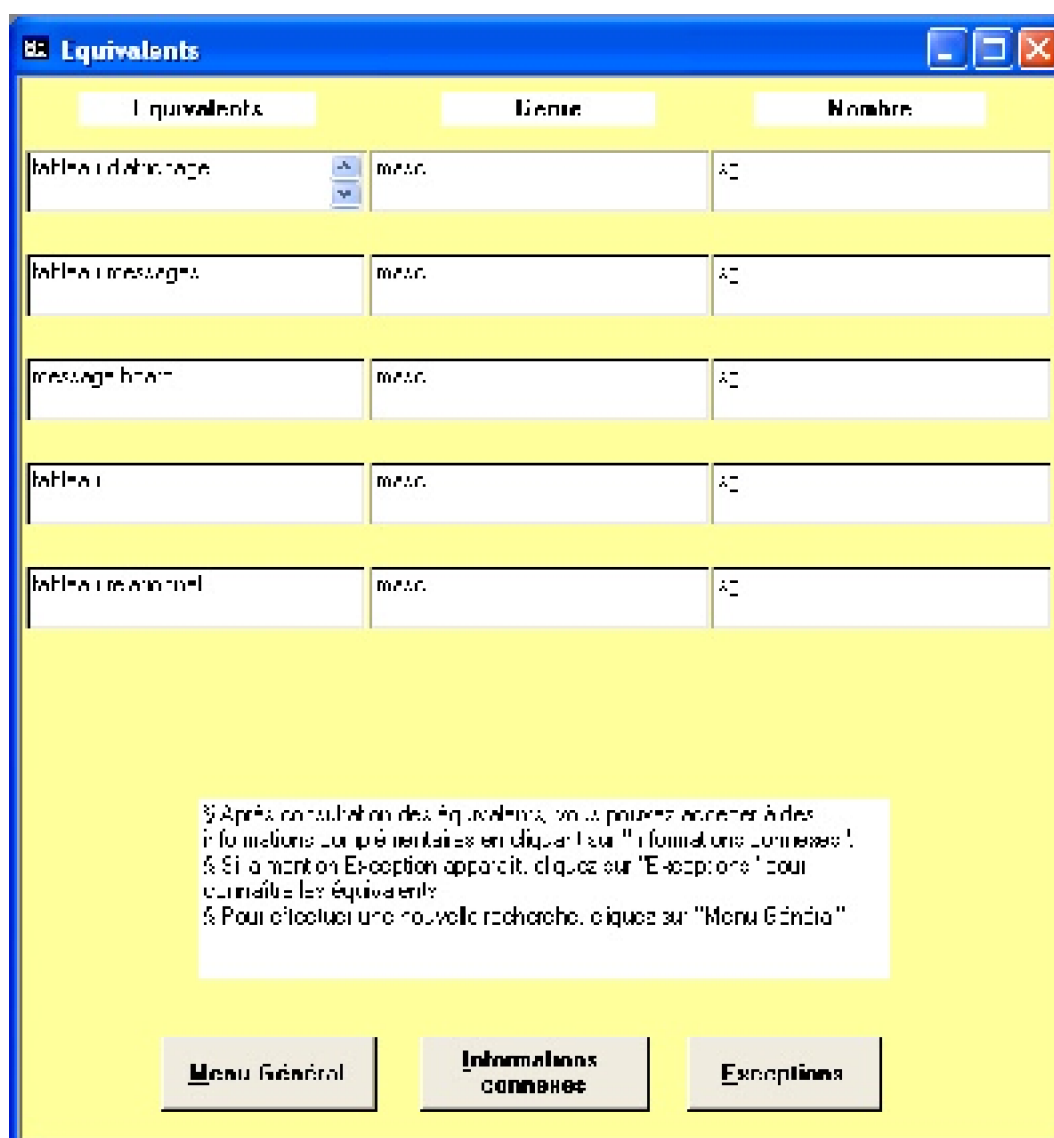 Equivalents
Equivalents Genre Nombre
tableau d'affichage masc. sg
tableau messages masc. sg
message board masc. sg
tableau masc. sg
tableau relationnel masc. sg
§ Après consultation des équivalents, vous pouvez accéder à des
informations complémentaires en cliquant sur "Informations connexes".
& Si la mention Exception apparaît, cliquez sur "Exceptions" pour
connaître les équivalents
& Pour effectuer une nouvelle recherche, cliquez sur "Menu Général"
Menu Général
Informations
connexes
Exceptions